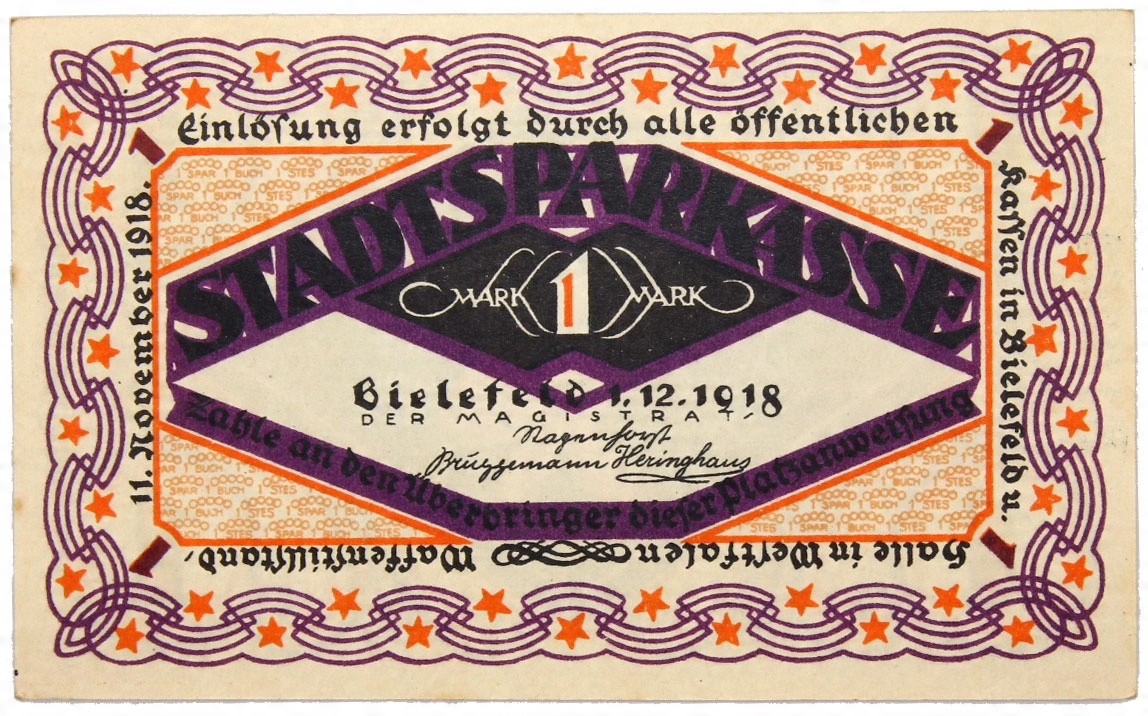 Einlösung erfolgt durch alle öffentlichen
Kassen in Bielefeld u.
Halle in Westfalen
Waffenstillstand,
11. November 1918.
1
1
1
1
STADTSPARKASSE
MARK 1 MARK
Bielefeld 1.12.1918
DER MAGISTRAT:
Stagenhorst
Brüggemann Heringhaus
Zahle an den Überbringer dieser Platzanweisung